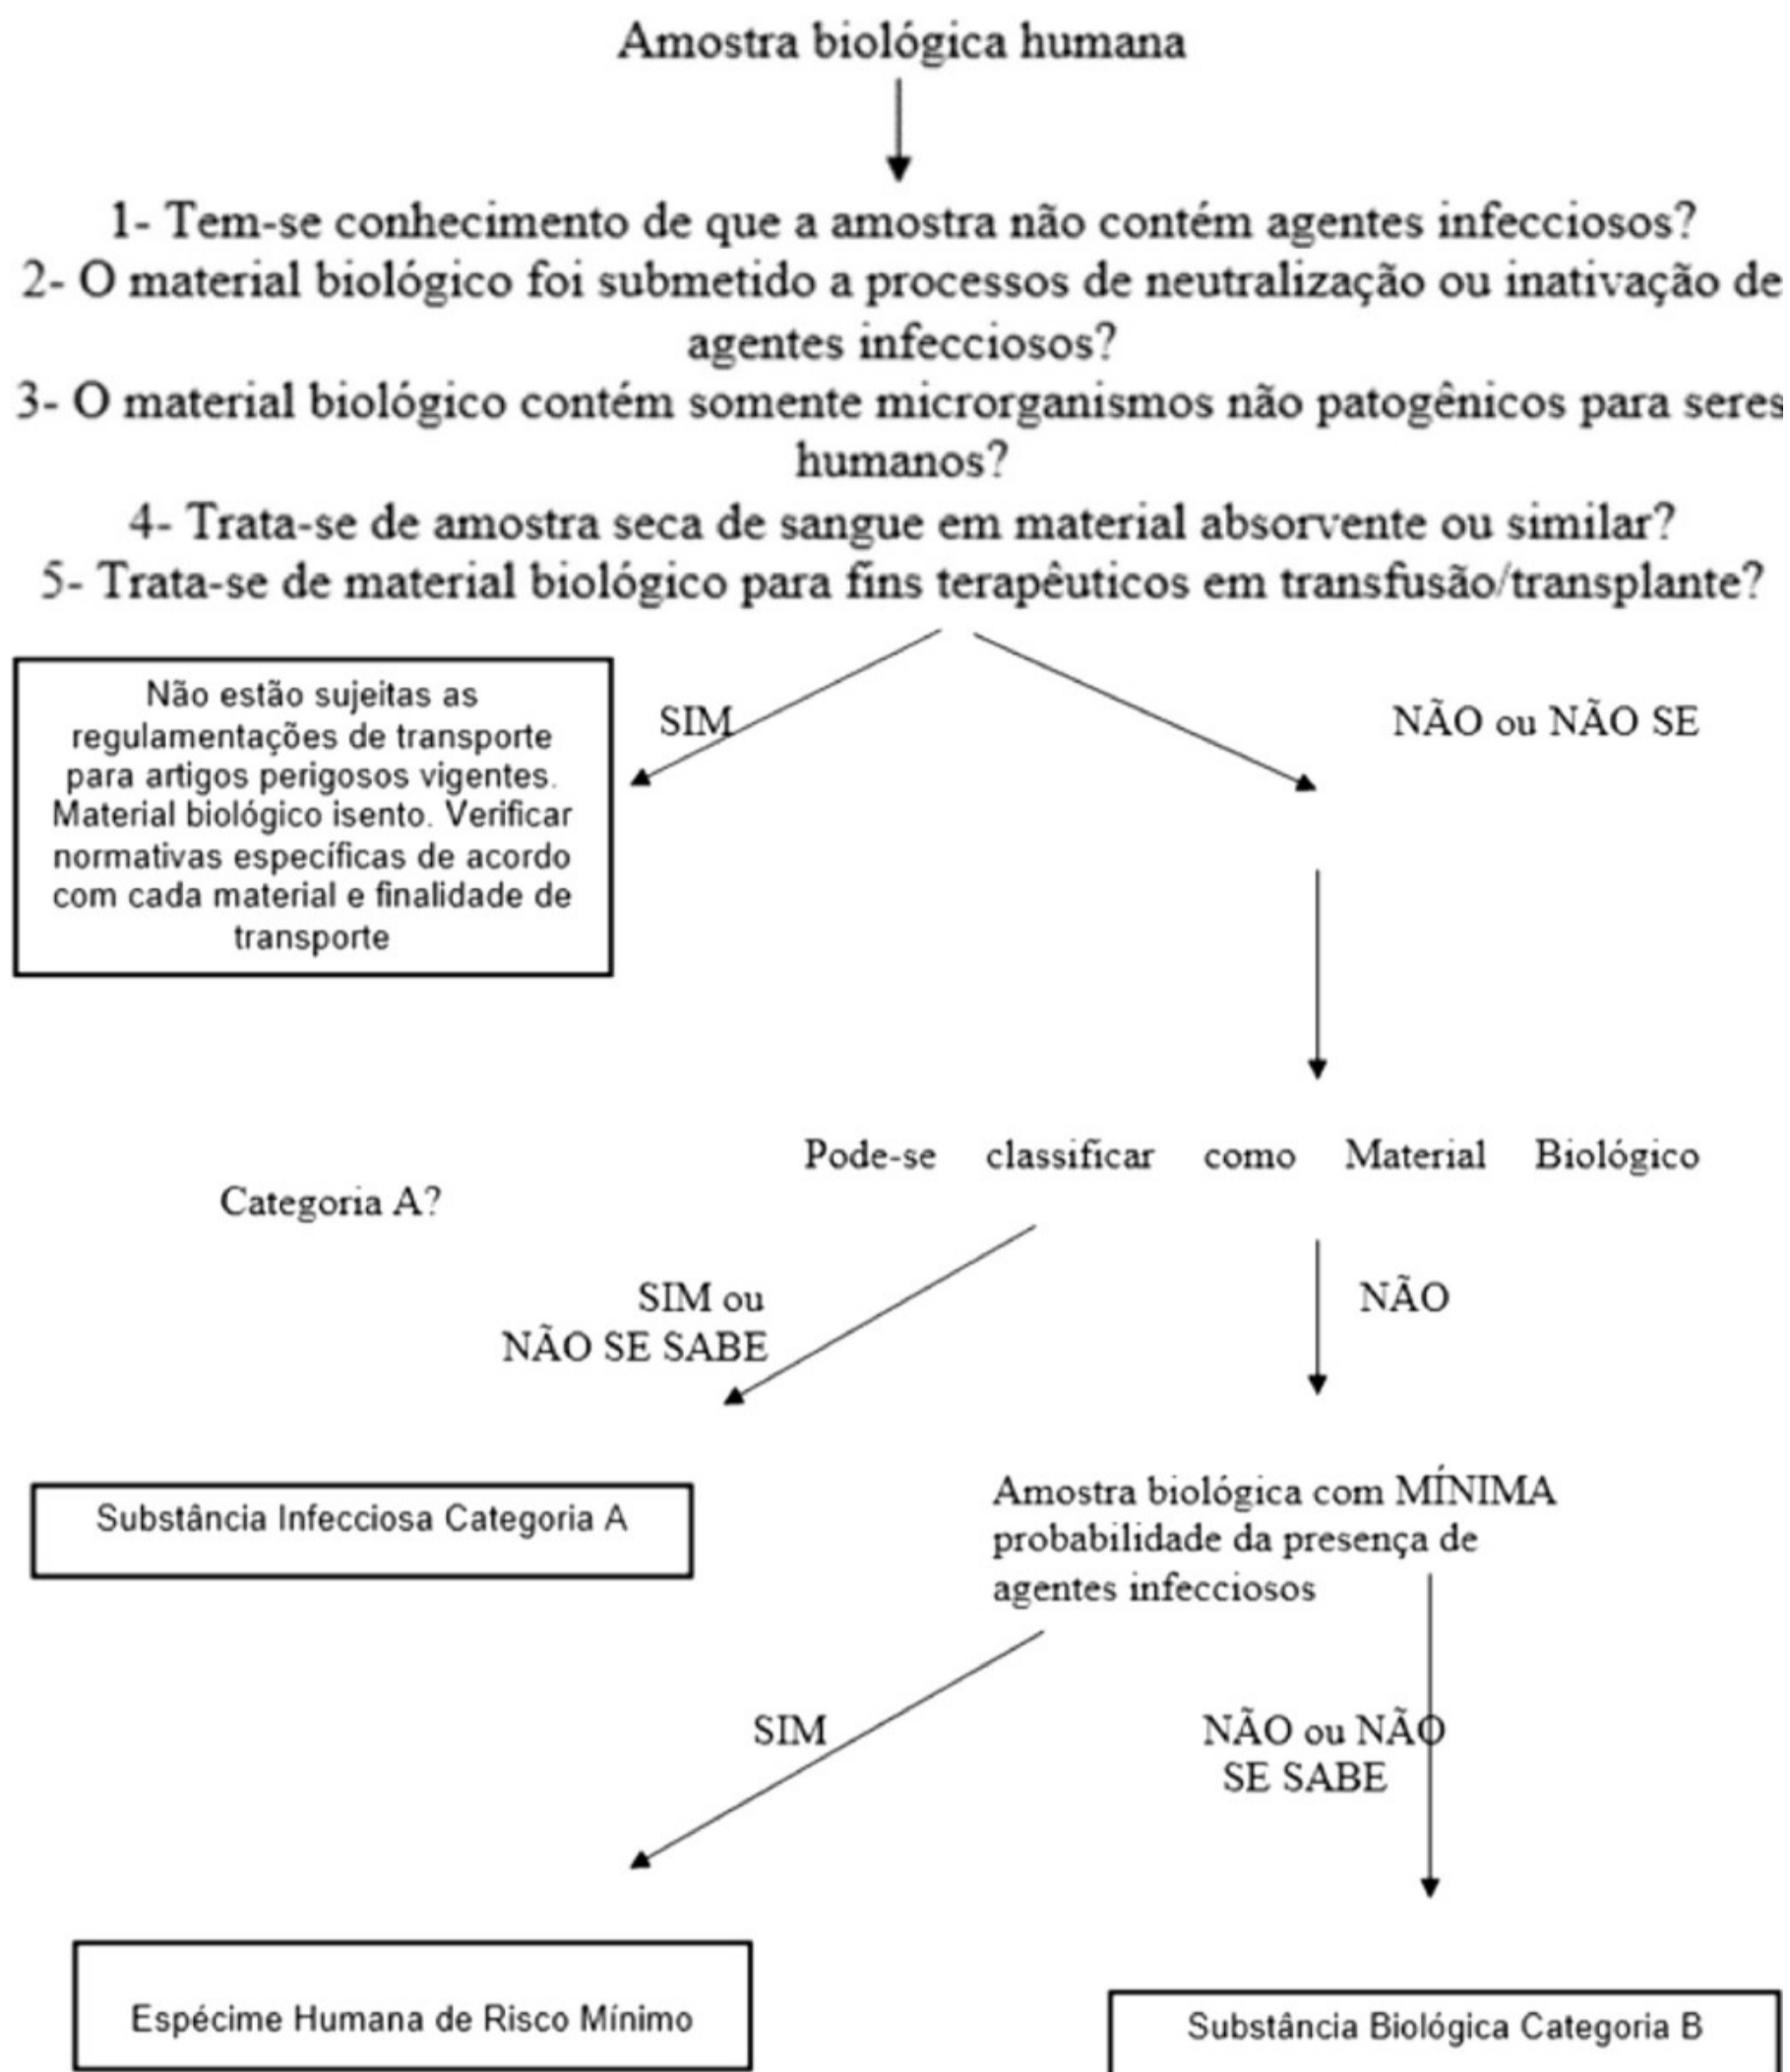 Amostra biológica humana
1- Tem-se conhecimento de que a amostra não contém agentes infecciosos?
2- O material biológico foi submetido a processos de neutralização ou inativação de
agentes infecciosos?
3- O material biológico contém somente microrganismos não patogênicos para seres
humanos?
4- Trata-se de amostra seca de sangue em material absorvente ou similar?
5- Trata-se de material biológico para fins terapêuticos em transfusão/transplante?
Não estão sujeitas as
regulamentações de transporte
para artigos perigosos vigentes.
Material biológico isento. Verificar
normativas específicas de acordo
com cada material e finalidade de
transporte
SIM
NÃO ou NÃO SE
Pode-se classificar como Material Biológico
Categoria A?
SIM ou
NÃO SE SABE
NÃO
Substância Infecciosa Categoria A
Amostra biológica com MÍNIMA
probabilidade da presença de
agentes infecciosos
SIM
NÃO ou NÃO
SE SABE
Espécime Humana de Risco Mínimo
Substância Biológica Categoria B